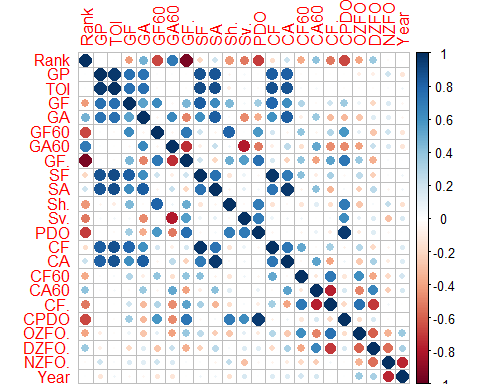 Rank GP TOI GF GA GF60 GA60 GF. SF SA Sh. Sv. PDO CF CA CF60 CA60 CF. CPDO OZFO DZFO NZFO Year
Rank
GP
TOI
GF
GA
GF60
GA60
GF.
SF
SA
Sh.
Sv.
PDO
CF
CA
CF60
CA60
CF.
CPDO
OZFO.
DZFO.
NZFO.
Year
1
0.8
0.6
0.4
0.2
0
-0.2
-0.4
-0.6
-0.8
-1